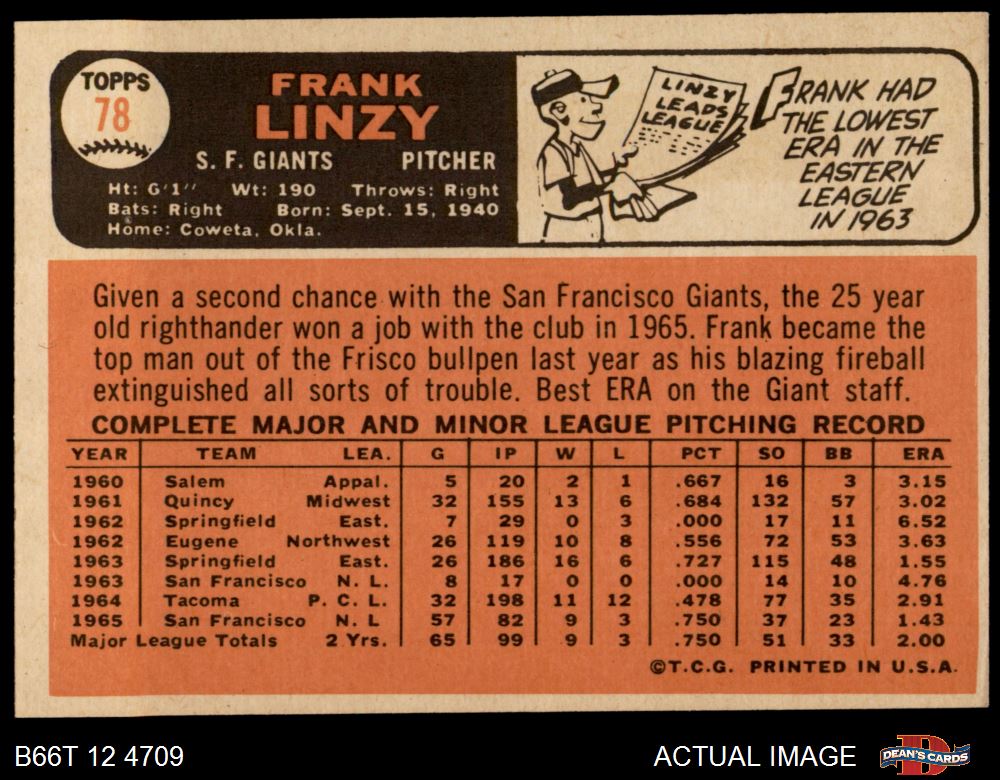 TOPPS
78
FRANK
LINZY
S. F. GIANTS PITCHER
Ht: 6'1" Wt: 190 Throws: Right
Bats: Right Born: Sept. 15, 1940
Home: Coweta, Okla.
LINZY
LEADS
LEAGUE
FRANK HAD
THE LOWEST
ERA IN THE
EASTERN
LEAGUE
IN 1963
Given a second chance with the San Francisco Giants, the 25 year
old righthander won a job with the club in 1965. Frank became the
top man out of the Frisco bullpen last year as his blazing fireball
extinguished all sorts of trouble. Best ERA on the Giant staff.
COMPLETE MAJOR AND MINOR LEAGUE PITCHING RECORD
YEAR TEAM LEA. G IP W L PCT SO BB ERA
1960 Salem Appal. 5 20 2 1 .667 16 3 3.15
1961 Quincy Midwest 32 155 13 6 .684 132 57 3.02
1962 Springfield East. 7 29 0 3 .000 17 11 6.52
1962 Eugene Northwest 26 119 10 8 .556 72 53 3.63
1963 Springfield East. 26 186 16 6 .727 115 48 1.55
1963 San Francisco N. L. 8 17 0 0 .000 14 10 4.76
1964 Tacoma P. C. L. 32 198 11 12 .478 77 35 2.91
1965 San Francisco N. L 57 82 9 3 .750 37 23 1.43
Major League Totals 2 Yrs. 65 99 9 3 .750 51 33 2.00
©T.C.G. PRINTED IN U.S.A.
B66T 12 4709 ACTUAL IMAGE DEAN'S CARDS